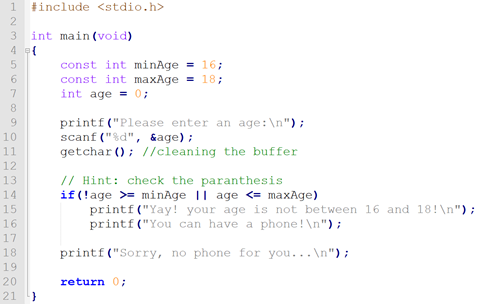 1 #include <stdio.h>
2
3 int main(void)
4 {
5 const int minAge = 16;
6 const int maxAge = 18;
7 int age = 0;
8
9 printf("Please enter an age:\n");
10 scanf("%d", &age);
11 getchar(); //cleaning the buffer
12
13 // Hint: check the paranthesis
14 if(!age >= minAge || age <= maxAge)
15 printf("Yay! your age is not between 16 and 18!\n");
16 printf("You can have a phone!\n");
17
18 printf("Sorry, no phone for you...\n");
19
20 return 0;
21 }